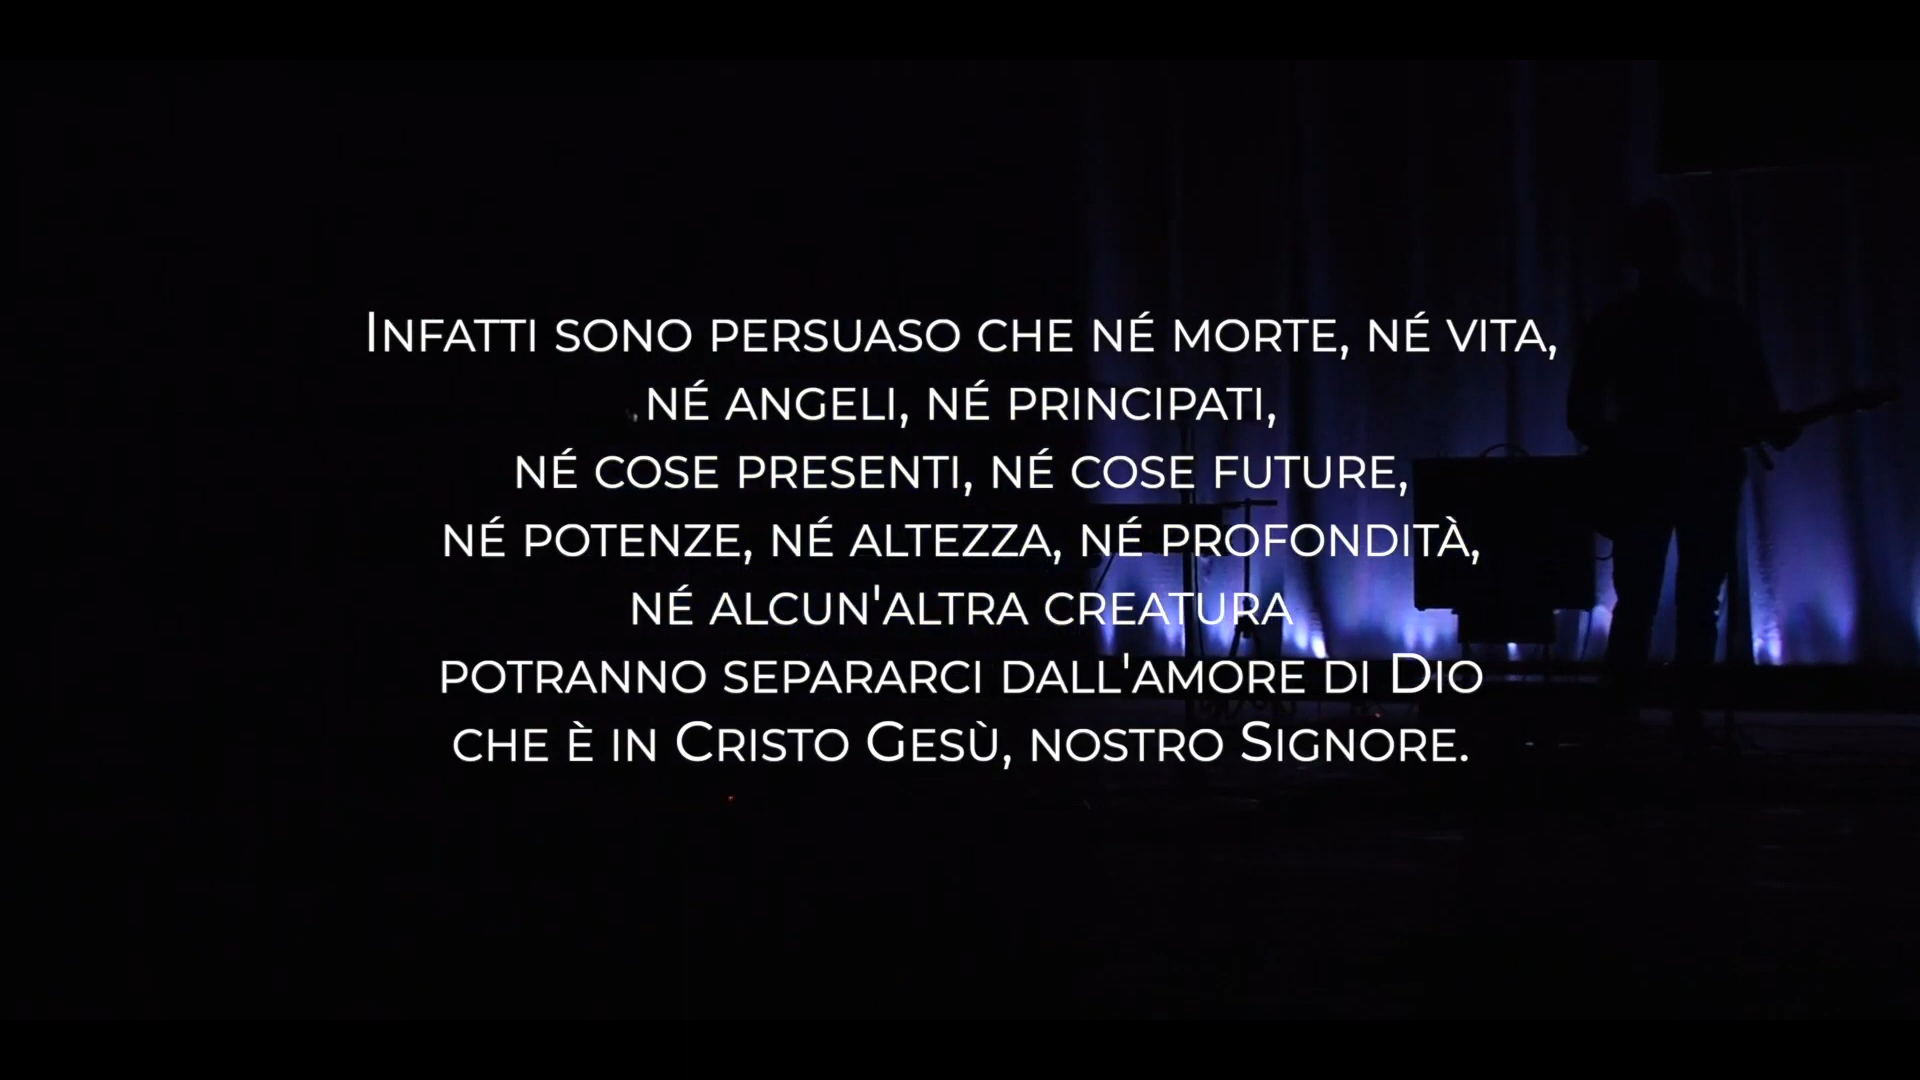 Infatti sono persuaso che né morte, né vita,
né angeli, né principati,
né cose presenti, né cose future,
né potenze, né altezza, né profondità,
né alcun'altra creatura
potranno separarci dall'amore di Dio
che è in Cristo Gesù, nostro Signore.